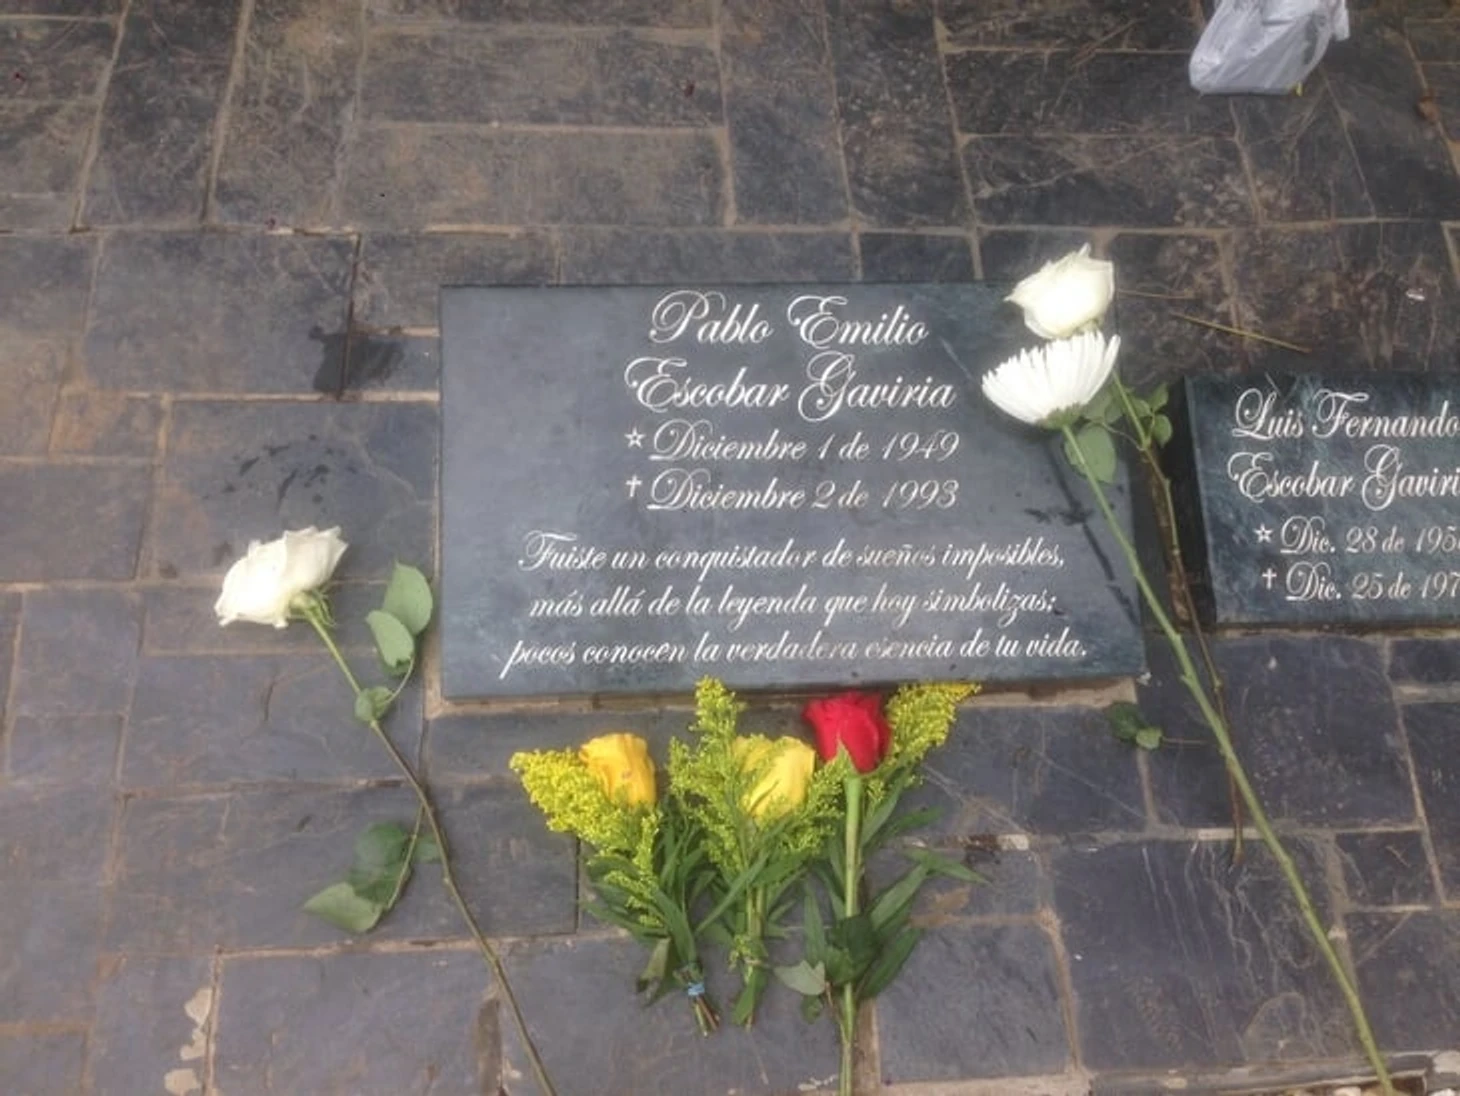 Pablo Emilio
Escobar Gaviria
☆ Diciembre 1 de 1949
† Diciembre 2 de 1993
Fuiste un conquistador de sueños imposibles,
más allá de la leyenda que hoy simbolizas;
pocos conocen la verdadera esencia de tu vida.
Luis Fernando
Escobar Gaviri
☆ Dic. 28 de 195
† Dic. 25 de 197